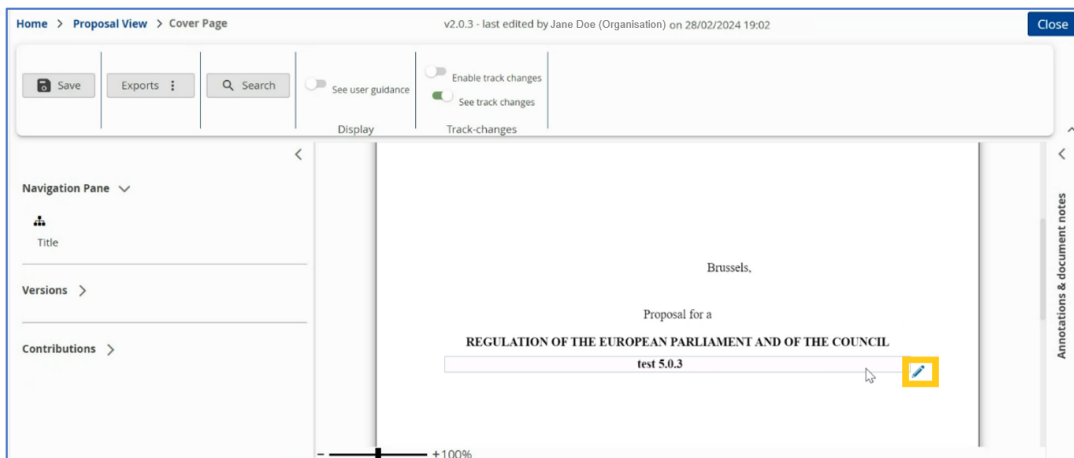 Home > Proposal View > Cover Page
v2.0.3 - last edited by Jane Doe (Organisation) on 28/02/2024 19:02
Close
Save
Exports
Search
See user guidance
Display
Enable track changes
See track changes
Track-changes
Navigation Pane
Title
Versions
Contributions
Brussels,
Proposal for a
REGULATION OF THE EUROPEAN PARLIAMENT AND OF THE COUNCIL
test 5.0.3
Annotations & document notes
- +100%